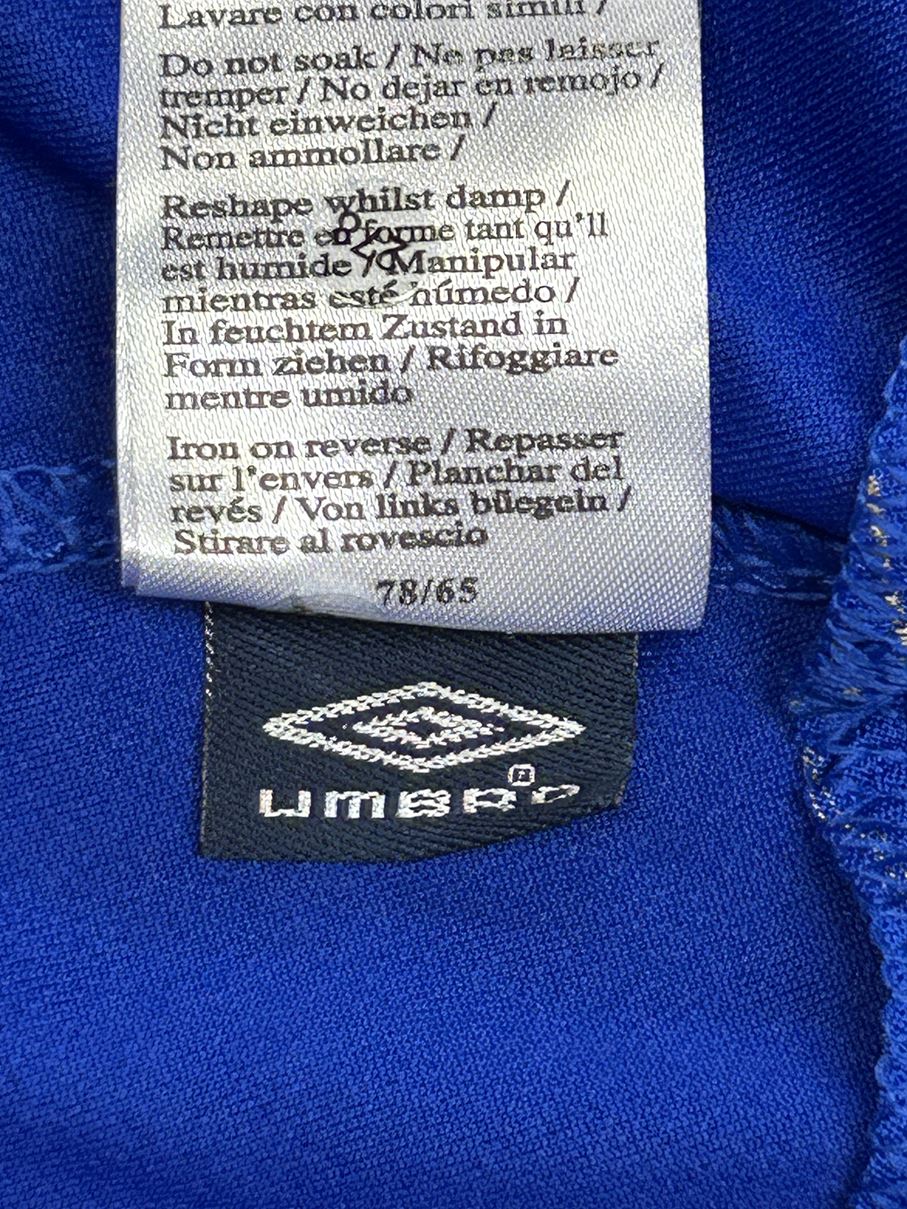 Lavare con colori simili /
Do not soak / Ne pas laisser
tremper / No dejar en remojo /
Nicht einweichen /
Non ammollare /
Reshape whilst damp /
Remettre en forme tant qu'il
est humide / Manipular
mientras esté húmedo /
In feuchtem Zustand in
Form ziehen / Rifoggiare
mentre umido
Iron on reverse / Repasser
sur l'envers / Planchar del
revés / Von links büegeln /
Stirare al rovescio
78/65
UMBRO®